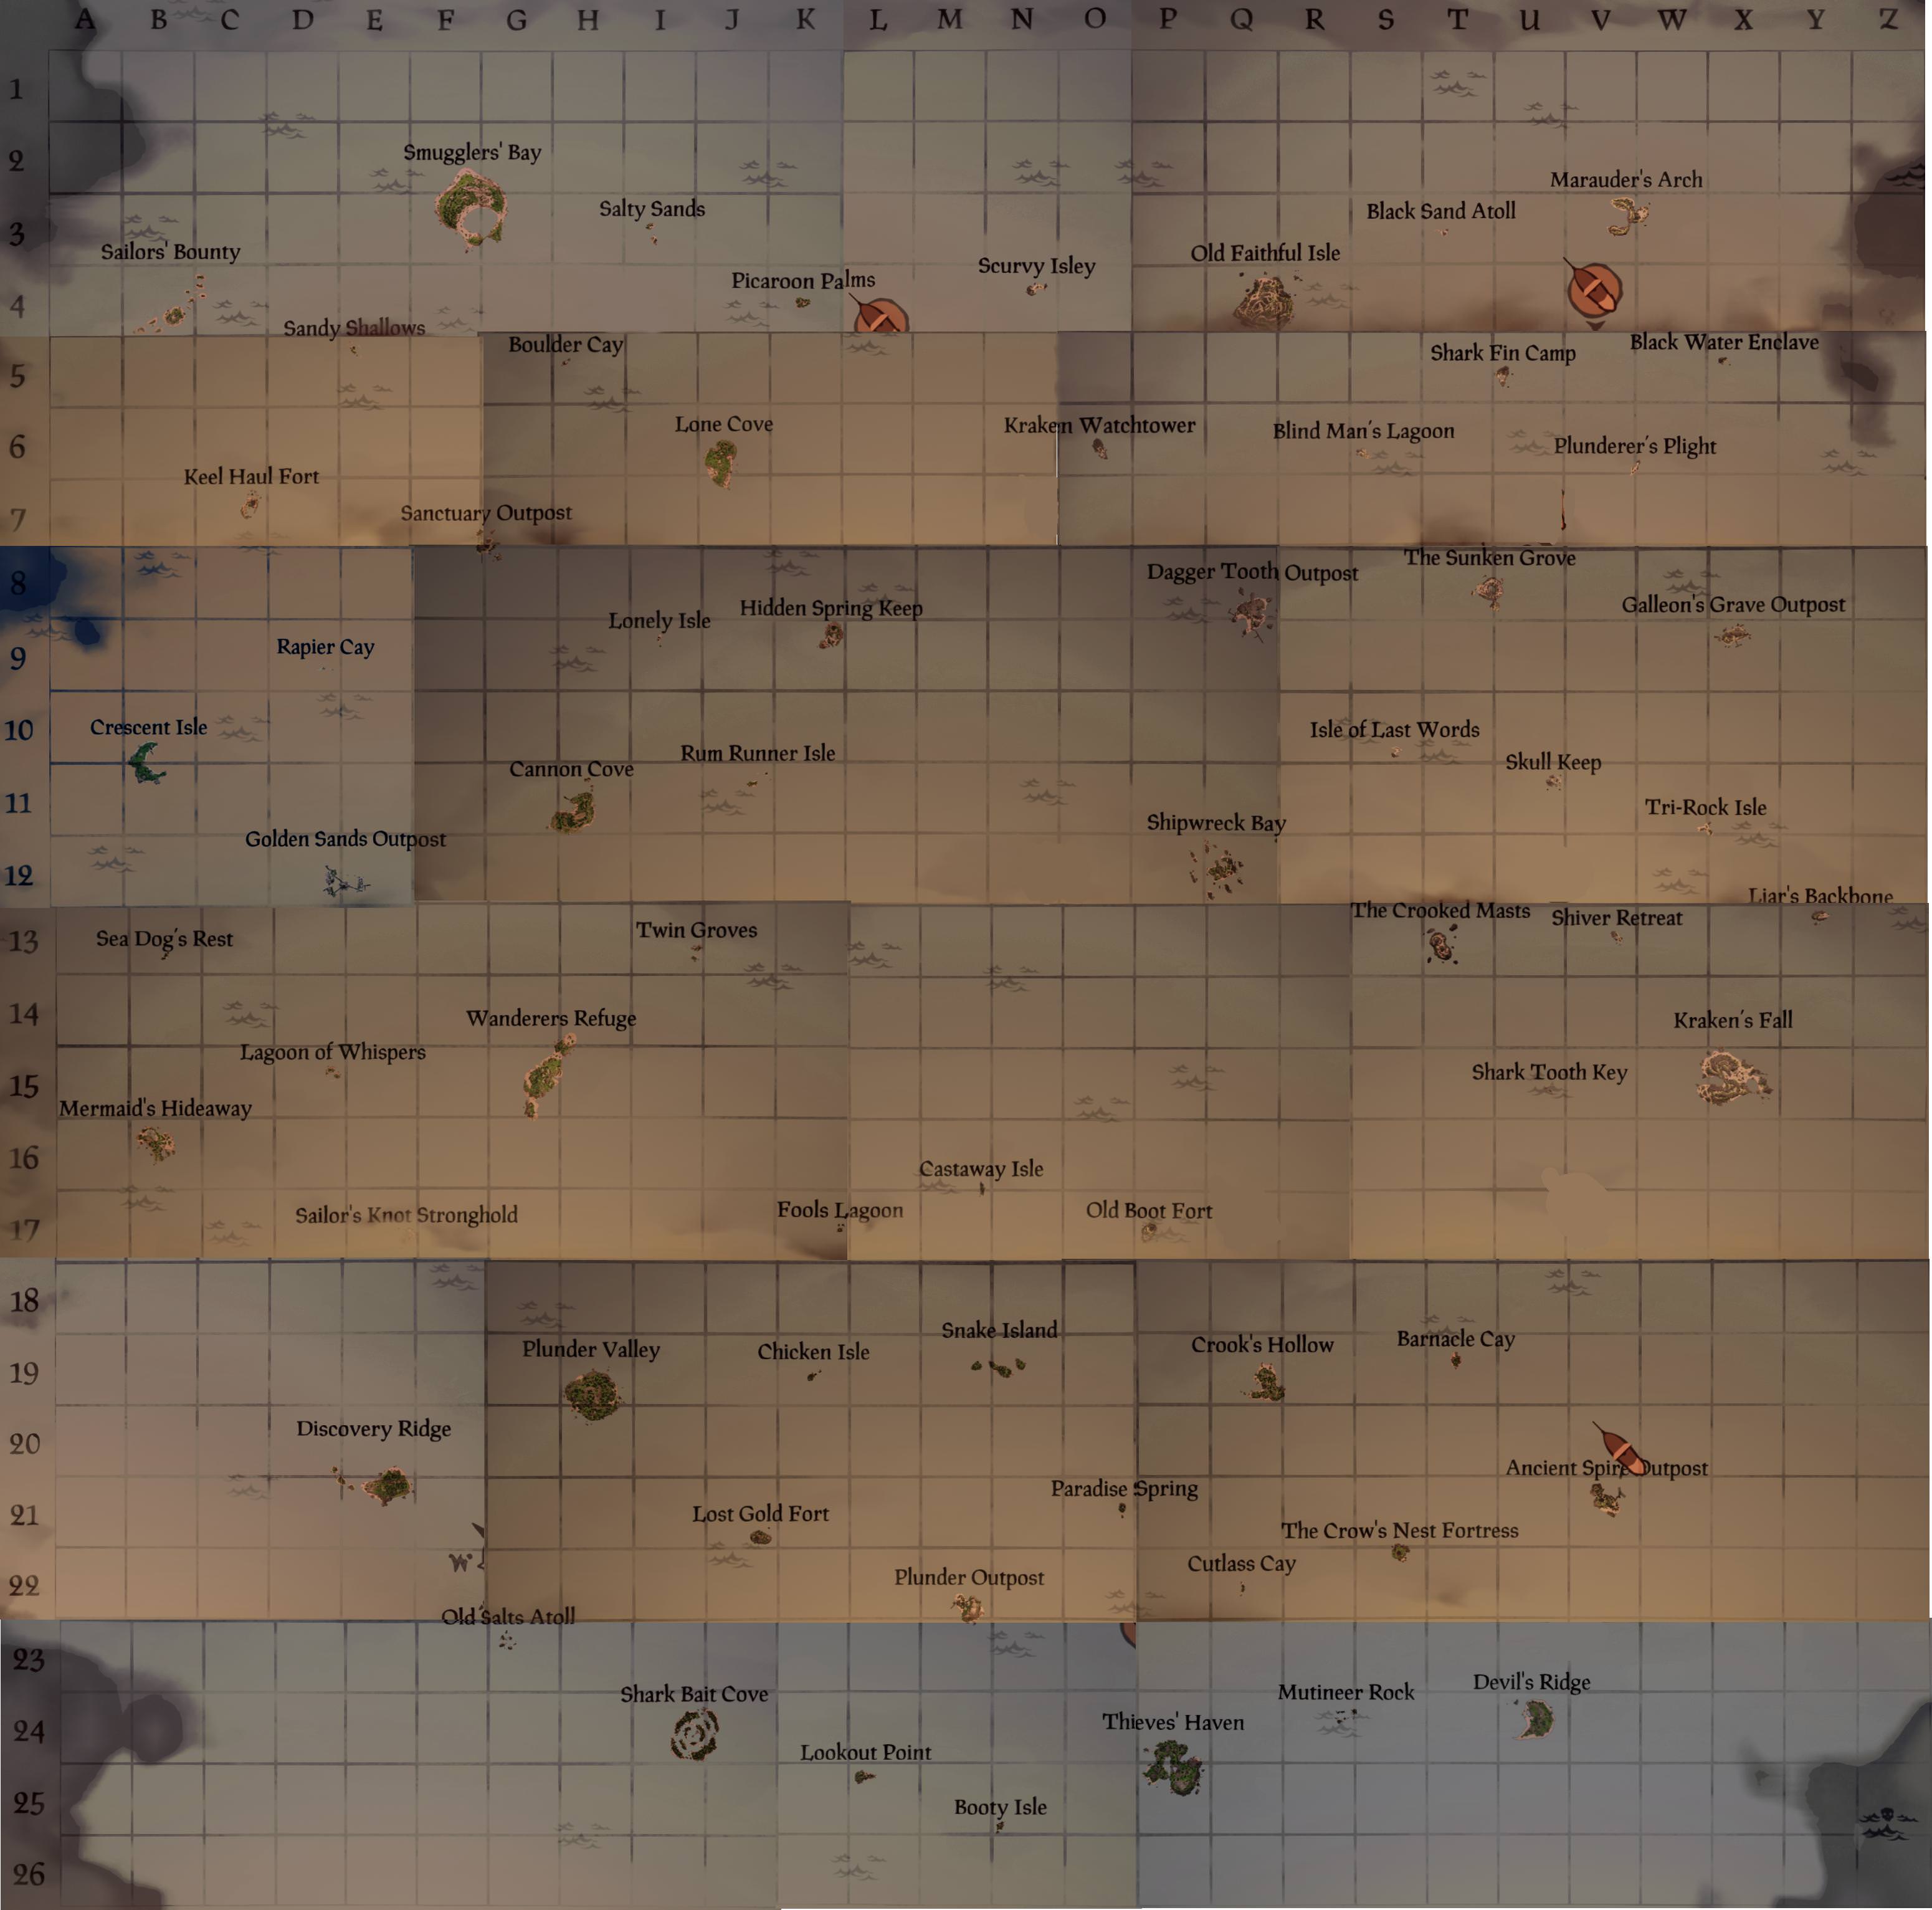 A B C D E F G H I J K L M N O P Q R S T U V W X Y Z
1
2
Smugglers' Bay
Marauder's Arch
3
Salty Sands
Black Sand Atoll
Sailors' Bounty
Old Faithful Isle
Scurvy Isley
4
Picaroon Palms
Sandy Shallows
5
Boulder Cay
Shark Fin Camp
Black Water Enclave
6
Lone Cove
Kraken Watchtower
Blind Man's Lagoon
Plunderer's Plight
Keel Haul Fort
7
Sanctuary Outpost
8
Dagger Tooth Outpost
The Sunken Grove
Lonely Isle
Hidden Spring Keep
Galleon's Grave Outpost
9
Rapier Cay
10
Crescent Isle
Isle of Last Words
Rum Runner Isle
Cannon Cove
Skull Keep
11
Tri-Rock Isle
Shipwreck Bay
Golden Sands Outpost
12
Liar's Backbone
13
Sea Dog's Rest
Twin Groves
The Crooked Masts
Shiver Retreat
14
Wanderers Refuge
Kraken's Fall
15
Lagoon of Whispers
Shark Tooth Key
Mermaid's Hideaway
16
Castaway Isle
17
Sailor's Knot Stronghold
Fools Lagoon
Old Boot Fort
18
Snake Island
19
Plunder Valley
Chicken Isle
Crook's Hollow
Barnacle Cay
20
Discovery Ridge
Ancient Spire Outpost
21
Paradise Spring
Lost Gold Fort
The Crow's Nest Fortress
W
22
Plunder Outpost
Cutlass Cay
Old Salts Atoll
23
Shark Bait Cove
Mutineer Rock
Devil's Ridge
24
Thieves' Haven
Lookout Point
25
Booty Isle
26